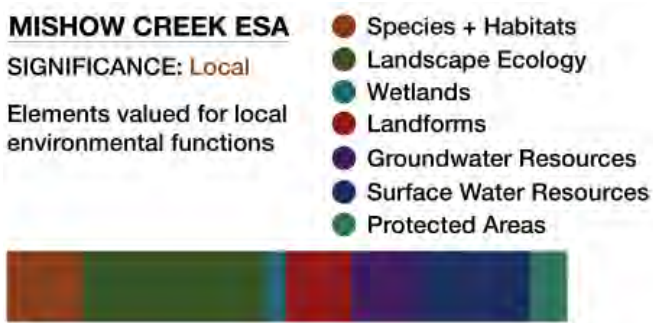 MISHOW CREEK ESA
SIGNIFICANCE: Local
Elements valued for local
environmental functions
Species + Habitats
Landscape Ecology
Wetlands
Landforms
Groundwater Resources
Surface Water Resources
Protected Areas